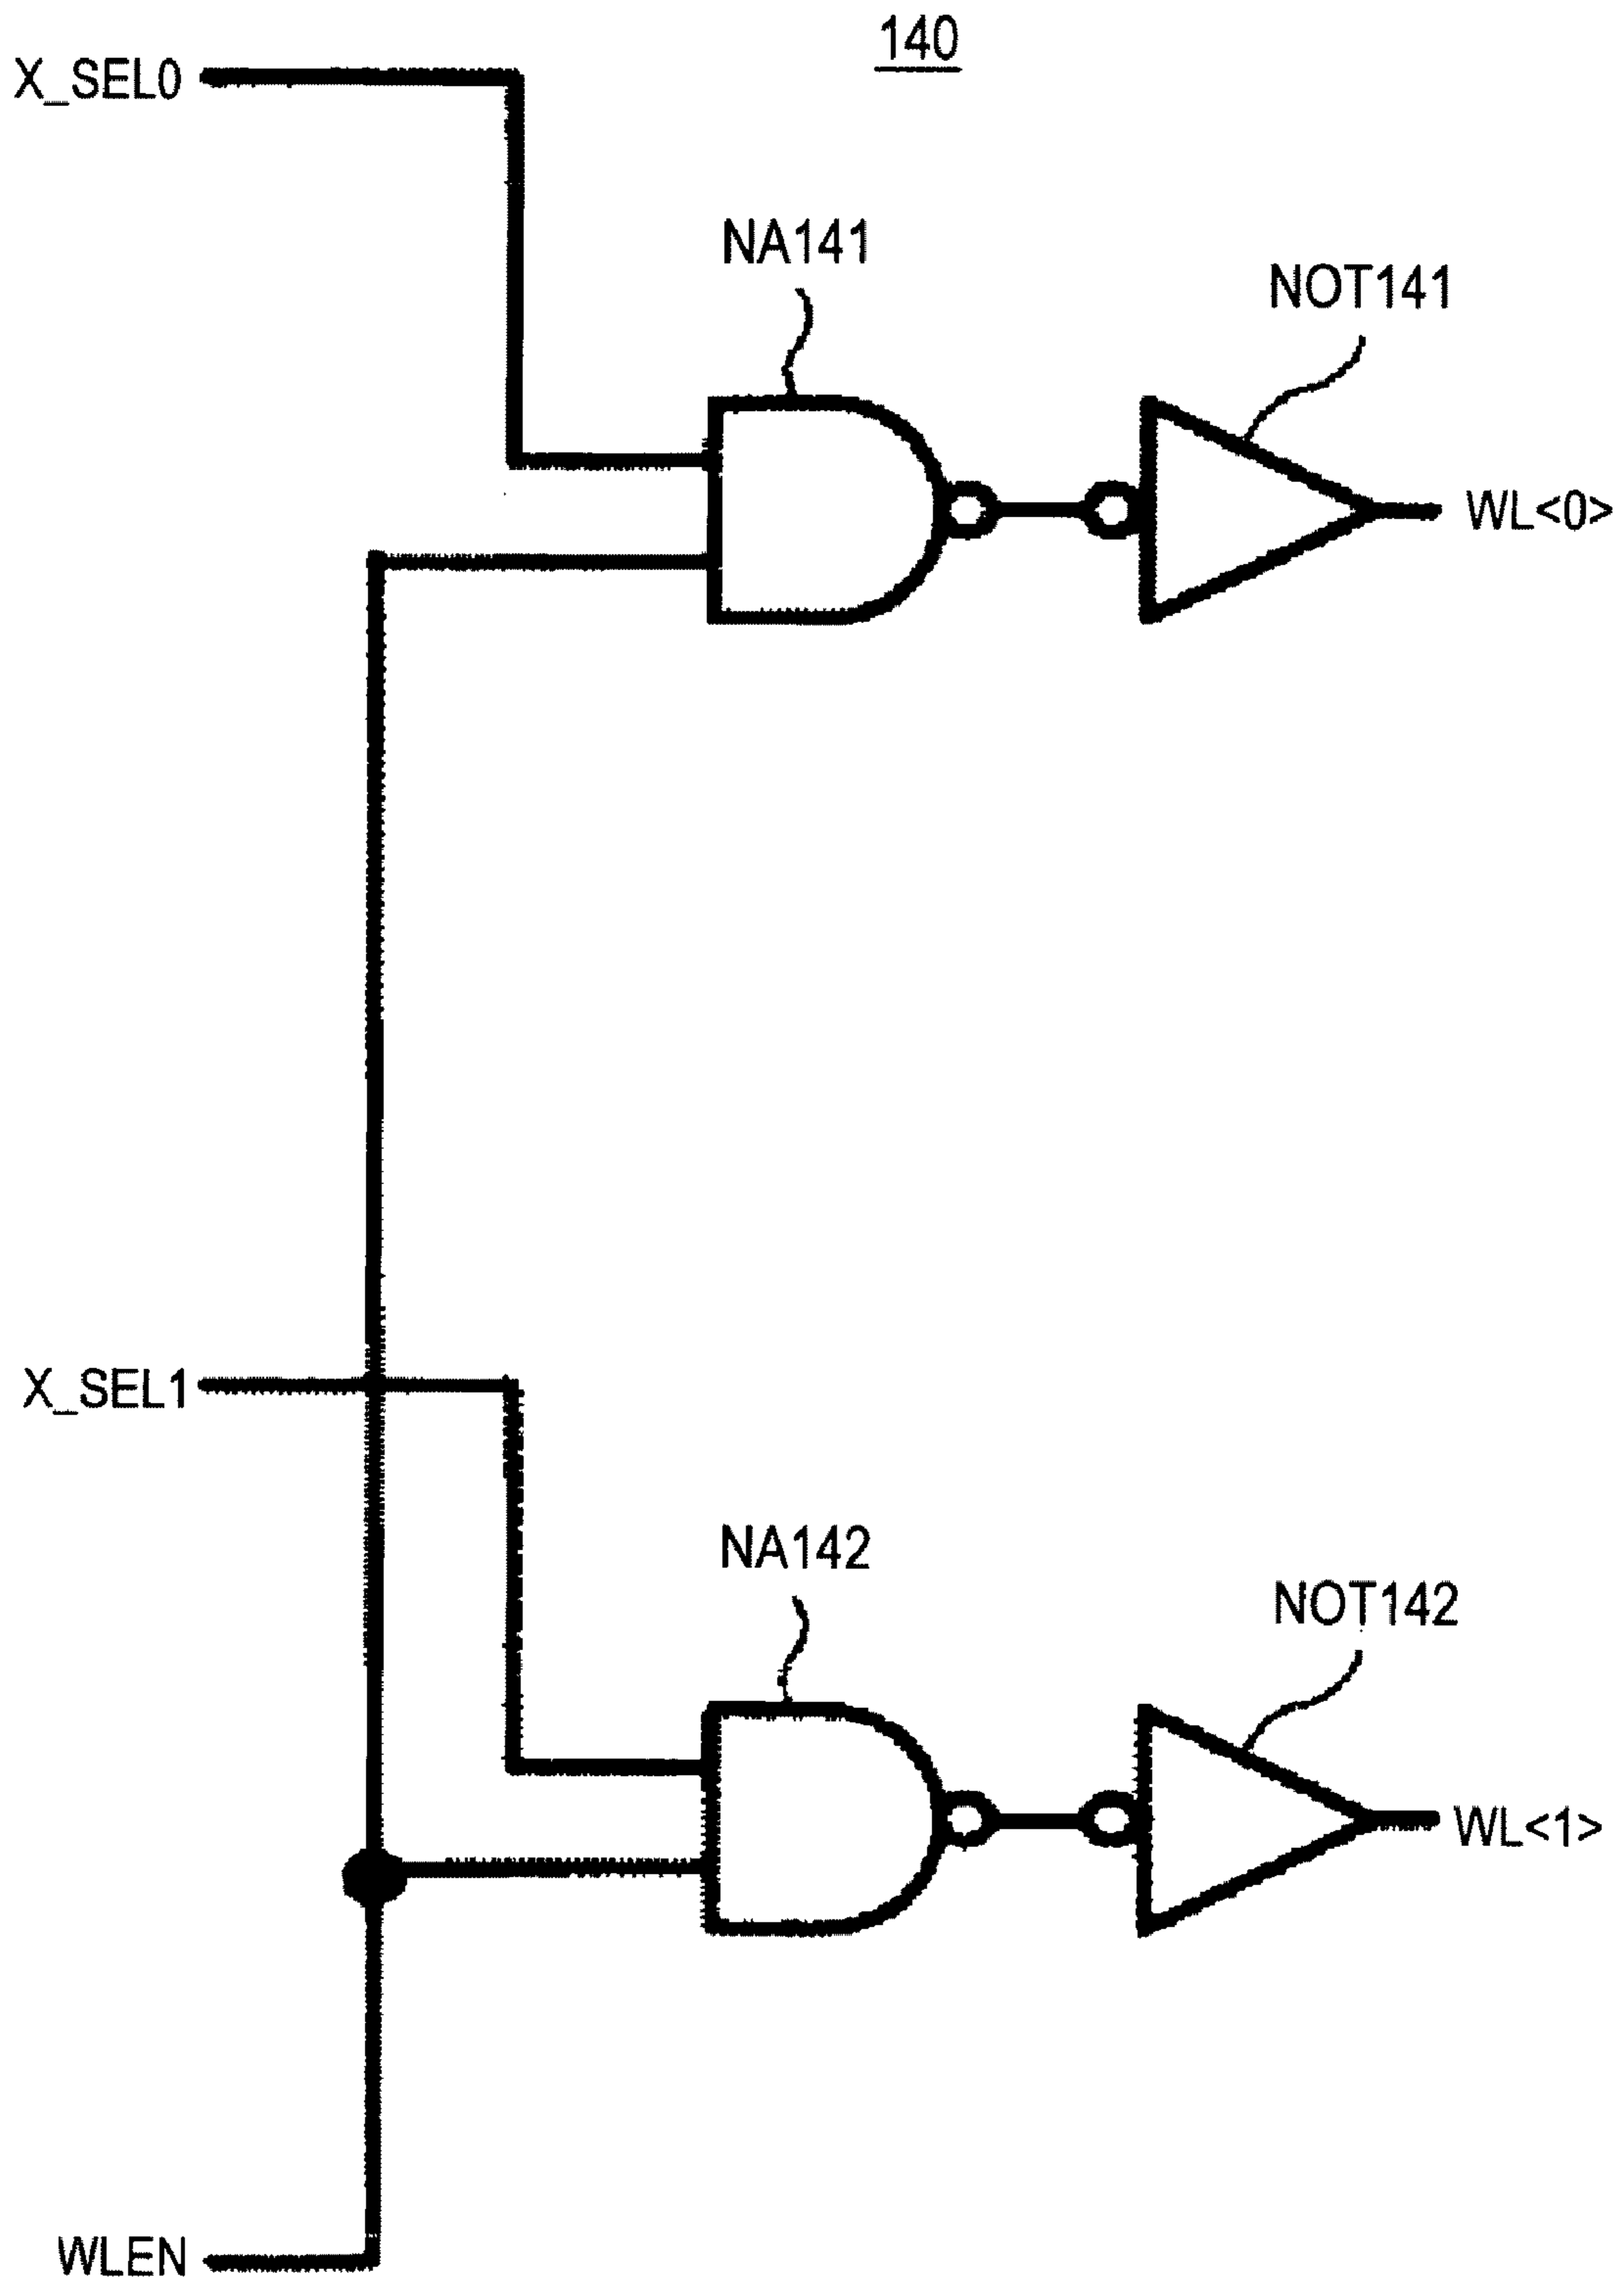 140
X_SEL0
NA141
NOT141
WL<0>
X_SEL1
NA142
NOT142
WL<1>
WLEN